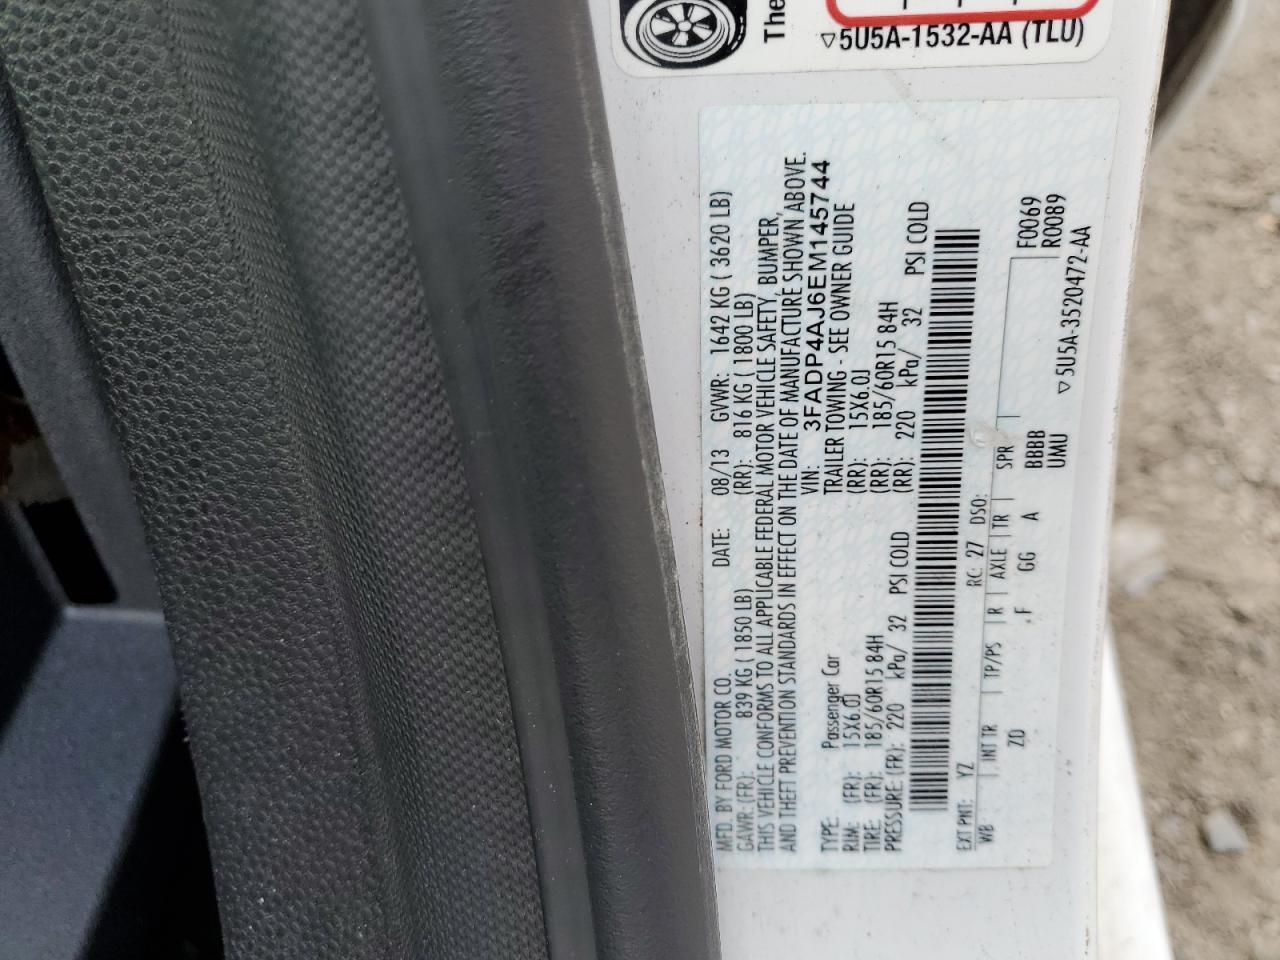 The
▽5U5A-1532-AA (TLU)
MFD. BY FORD MOTOR CO. DATE: 08/13 GVWR: 1642 KG ( 3620 LB)
GAWR: (FR): 839 KG ( 1850 LB) (RR): 816 KG ( 1800 LB)
THIS VEHICLE CONFORMS TO ALL APPLICABLE FEDERAL MOTOR VEHICLE SAFETY, BUMPER,
AND THEFT PREVENTION STANDARDS IN EFFECT ON THE DATE OF MANUFACTURE SHOWN ABOVE.
VIN: 3FADP4AJ6EM145744
TYPE: Passenger Car TRAILER TOWING - SEE OWNER GUIDE
RIM: (FR): 15X6.0J (RR): 15X6.0J
TIRE: (FR): 185/60R15 84H (RR): 185/60R15 84H
PRESSURE: (FR): 220 kPa/ 32 PSI COLD (RR): 220 kPa/ 32 PSI COLD
EXT PNT: YZ RC: 27 DSO: F0069
WB INT TR TP/PS R AXLE TR SPR R0089
ZD F GG A BBBB
UMU
▽5U5A-3520472-AA